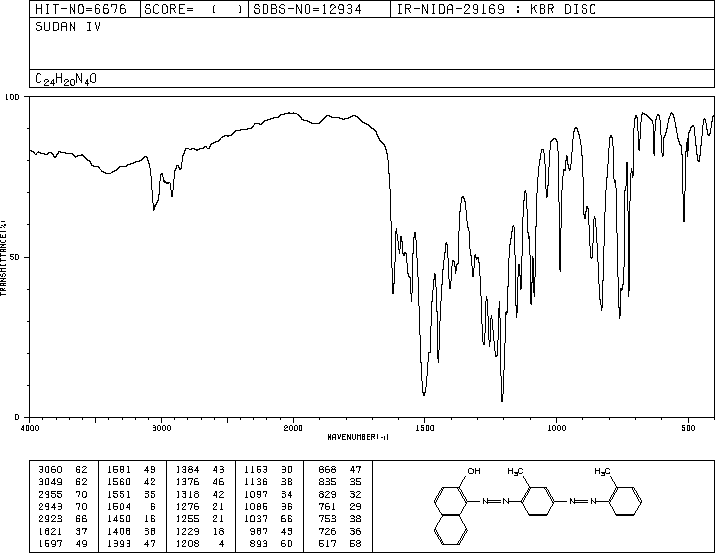 HIT-NO=6676 SCORE= ( ) SDBS-NO=12934 IR-NIDA-29169 : KBR DISC
SUDAN IV
C24H20N4O
100
50
0
TRANSMITTANCE(%)
4000 3000 2000 1500 1000 500
WAVENUMBER(-1)
3060 62 1581 49 1384 43 1153 30 868 47
3049 62 1560 42 1376 46 1136 38 835 35
2955 70 1551 35 1318 42 1097 34 829 32
2943 70 1504 6 1276 21 1086 36 761 29
2923 66 1450 16 1255 21 1037 66 753 38
1621 37 1408 38 1229 18 987 43 726 36
1597 49 1393 47 1208 4 893 60 517 58
OH
CH3
CH3
N=N
N=N